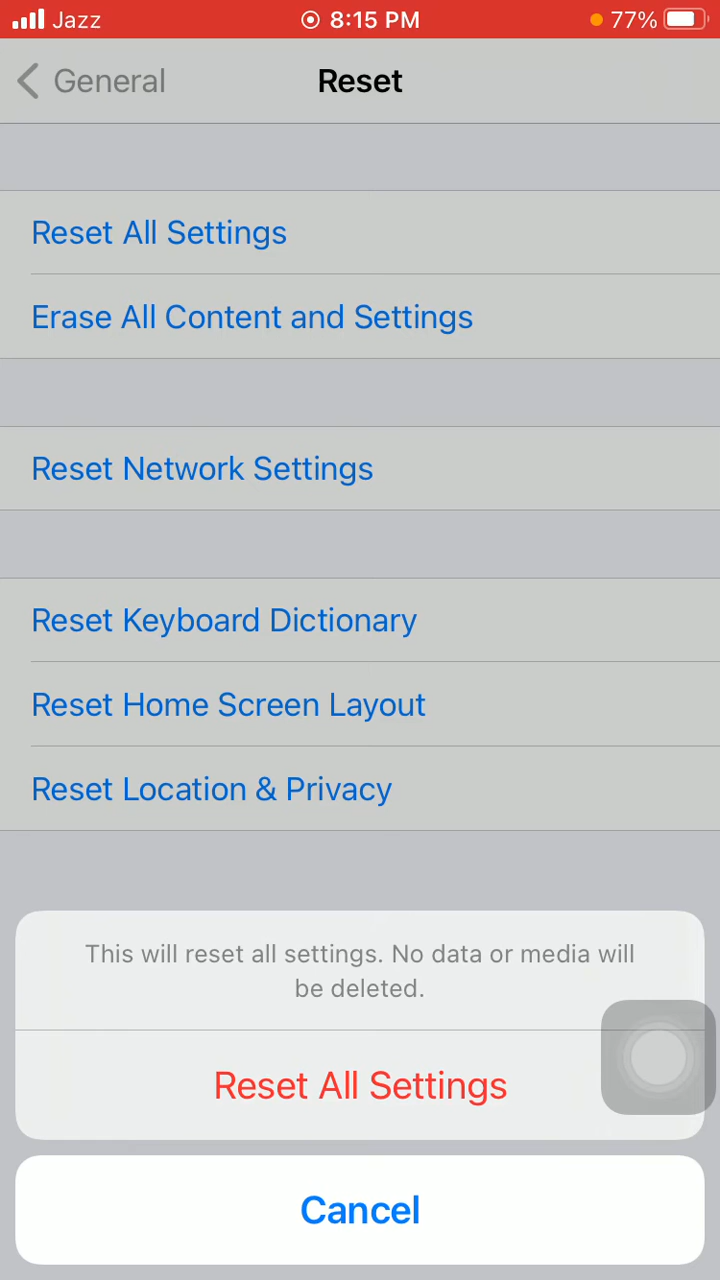 Jazz 8:15 PM 77%
General Reset
Reset All Settings
Erase All Content and Settings
Reset Network Settings
Reset Keyboard Dictionary
Reset Home Screen Layout
Reset Location & Privacy
This will reset all settings. No data or media will
be deleted.
Reset All Settings
Cancel